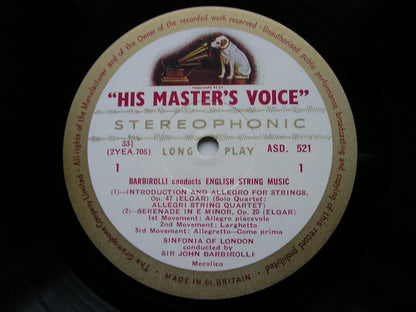 All rights of the Manufacturer and of the Owner of the recorded work reserved - Unauthorised public performance, broadcasting and copying of this record prohibited
"HIS MASTER'S VOICE"
STEREOPHONIC
33⅓
(2YEA.705)
LONG PLAY
ASD. 521
1
1
BARBIROLLI conducts ENGLISH STRING MUSIC
(1)—INTRODUCTION AND ALLEGRO FOR STRINGS,
Op. 47 (ELGAR) (Solo Quartet:
ALLEGRI STRING QUARTET)
(2)—SERENADE IN E MINOR, Op. 20 (ELGAR)
1st Movement: Allegro piacevole
2nd Movement: Larghetto
3rd Movement: Allegretto—Come prima
SINFONIA OF LONDON
conducted by
SIR JOHN BARBIROLLI
Mecolico
The Gramophone Company Limited
MADE IN Gt. BRITAIN